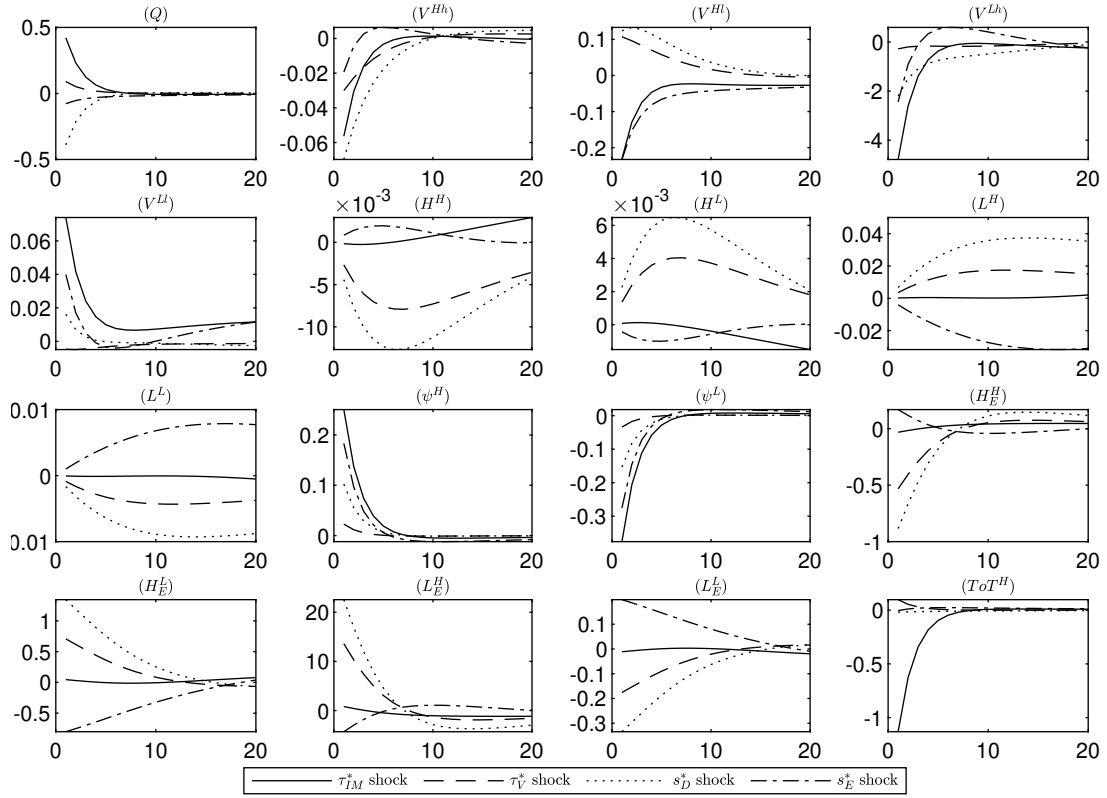 (Q) (V^{Hh}) (V^{Hl}) (V^{Lh})
0.5 0 -0.5
0 -0.02 -0.04 -0.06
0.1 0 -0.1 -0.2
0 -2 -4
0 10 20 0 10 20 0 10 20 0 10 20
(V^{Ll}) ×10^{-3} (H^H) ×10^{-3} (H^L) (L^H)
0.06 0.04 0.02 0
0 -5 -10
6 4 2 0
0.04 0.02 0 -0.02
0 10 20 0 10 20 0 10 20 0 10 20
(L^L) (ψ^H) (ψ^L) (H_E^H)
0.01 0 0.01
0.2 0.1 0
0 -0.1 -0.2 -0.3
0 -0.5 -1
0 10 20 0 10 20 0 10 20 0 10 20
(H_E^L) (L_E^H) (L_E^L) (ToT^H)
1 0.5 0 -0.5
20 10 0
0.1 0 -0.1 -0.2 -0.3
0 -0.5 -1
0 10 20 0 10 20 0 10 20 0 10 20
τ_{IM}^* shock τ_V^* shock s_D^* shock s_E^* shock